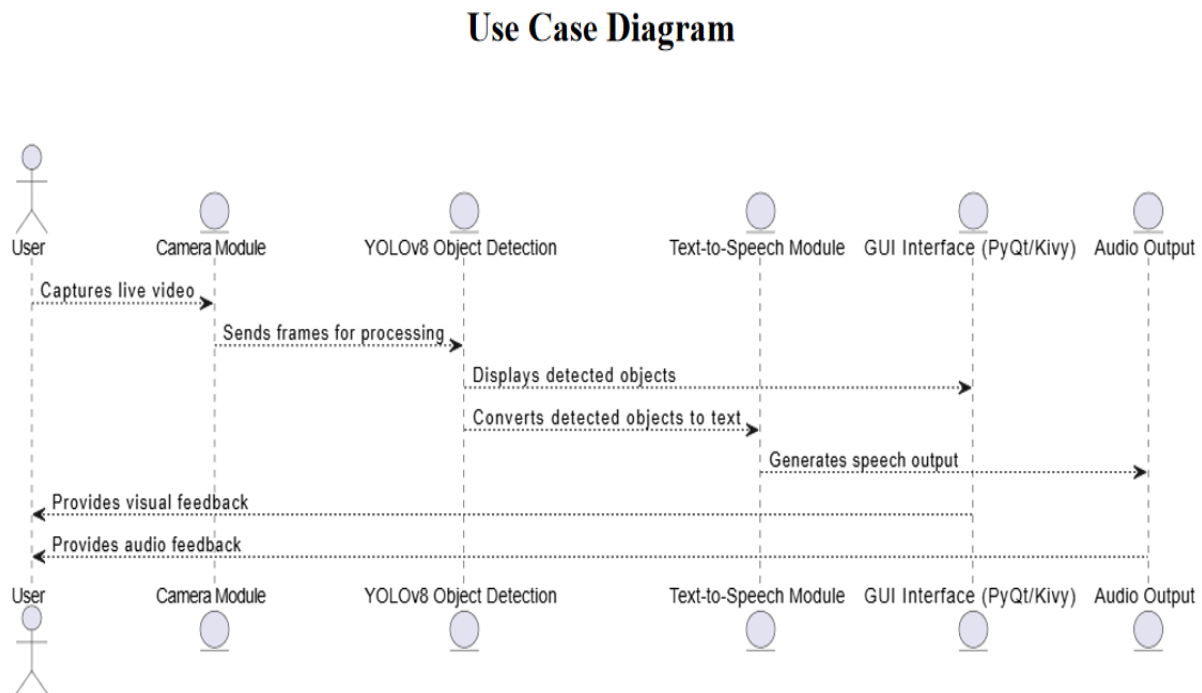 Use Case Diagram
User
Camera Module
YOLOv8 Object Detection
Text-to-Speech Module
GUI Interface (PyQt/Kivy)
Audio Output
Captures live video
Sends frames for processing
Displays detected objects
Converts detected objects to text
Generates speech output
Provides visual feedback
Provides audio feedback
User
Camera Module
YOLOv8 Object Detection
Text-to-Speech Module
GUI Interface (PyQt/Kivy)
Audio Output